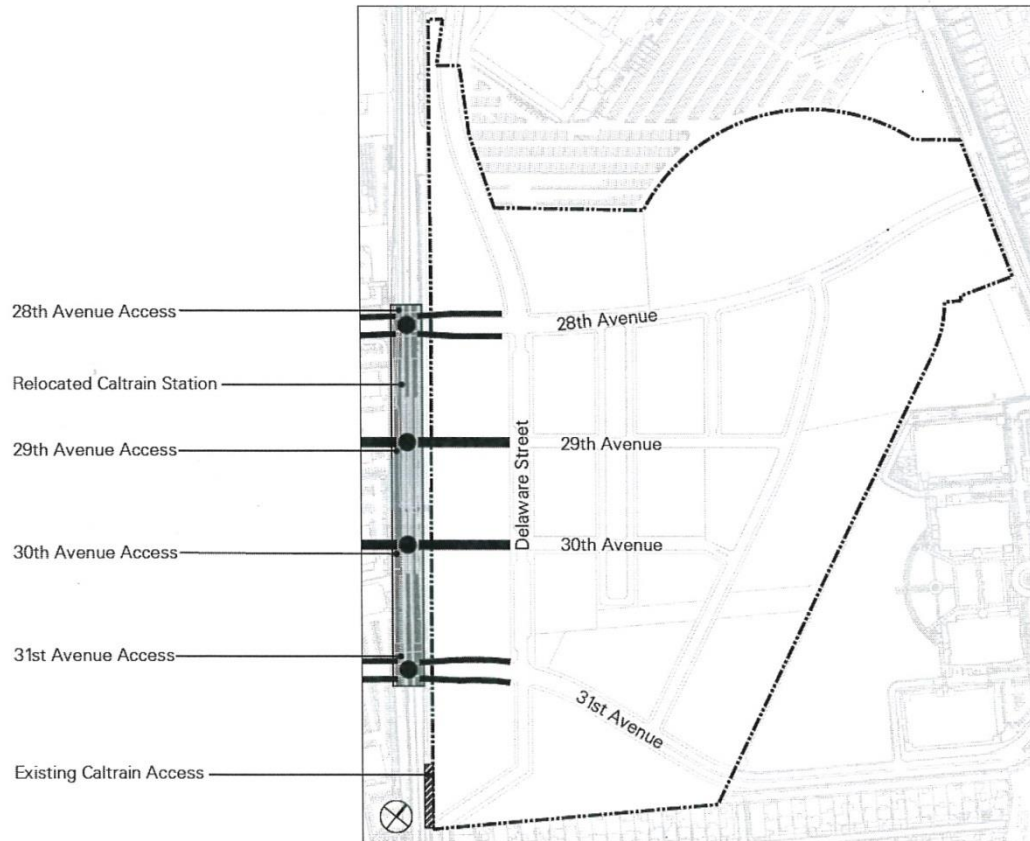 28th Avenue Access
Relocated Caltrain Station
29th Avenue Access
30th Avenue Access
31st Avenue Access
Existing Caltrain Access
28th Avenue
29th Avenue
Delaware Street
30th Avenue
31st Avenue